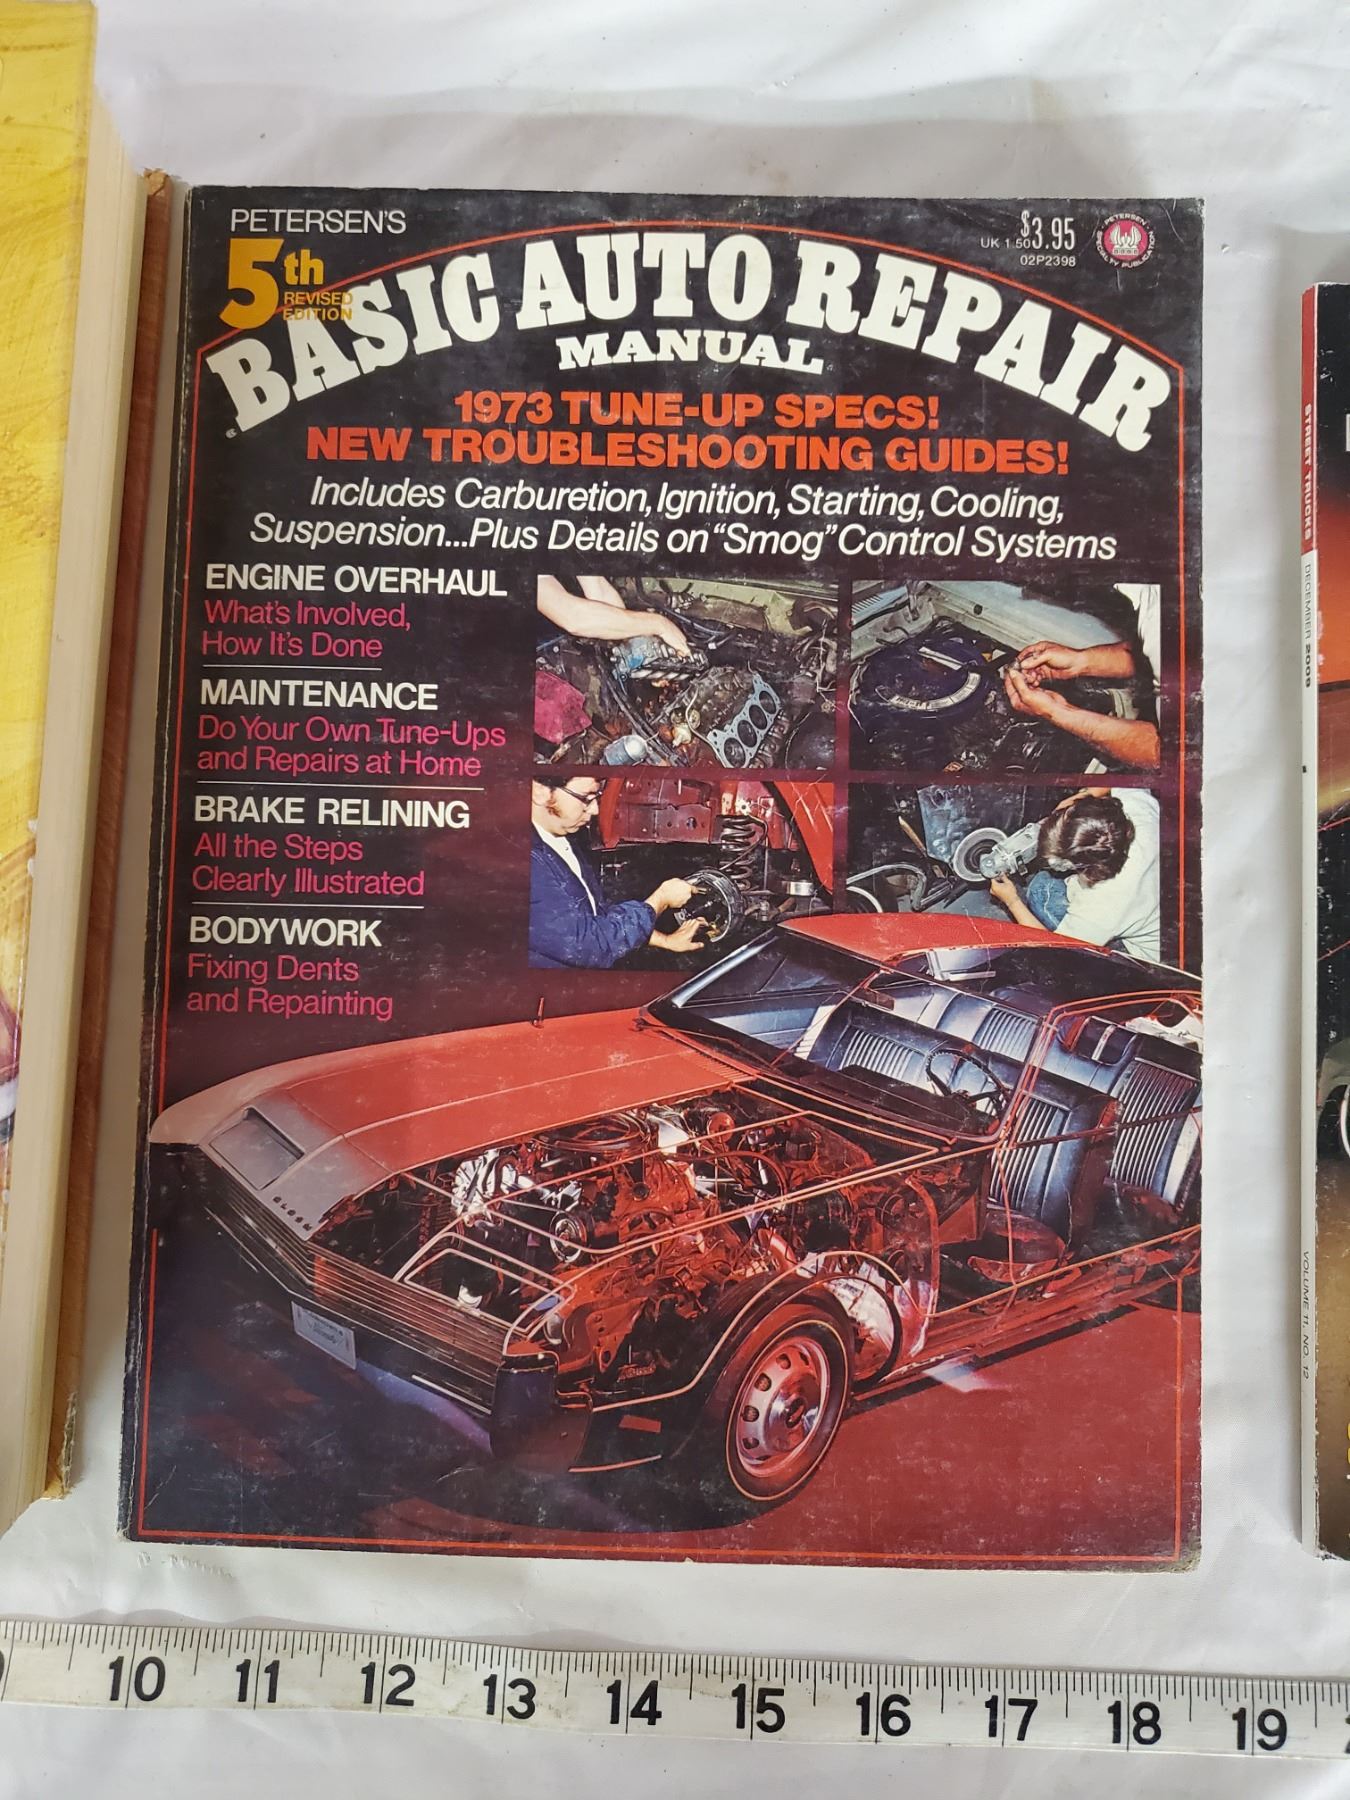 PETERSEN'S
5th
REVISED
EDITION
$3.95
UK 1.50
02P2398
PETERSEN
SPECIALTY PUBLICATION
BASIC AUTO REPAIR
MANUAL
1973 TUNE-UP SPECS!
NEW TROUBLESHOOTING GUIDES!
Includes Carburetion, Ignition, Starting, Cooling,
Suspension...Plus Details on "Smog" Control Systems
ENGINE OVERHAUL
What's Involved,
How It's Done
MAINTENANCE
Do Your Own Tune-Ups
and Repairs at Home
BRAKE RELINING
All the Steps
Clearly Illustrated
BODYWORK
Fixing Dents
and Repainting
STREET TRUCKS
DECEMBER 2009
VOLUME 11, NO. 12
10 11 12 13 14 15 16 17 18 19